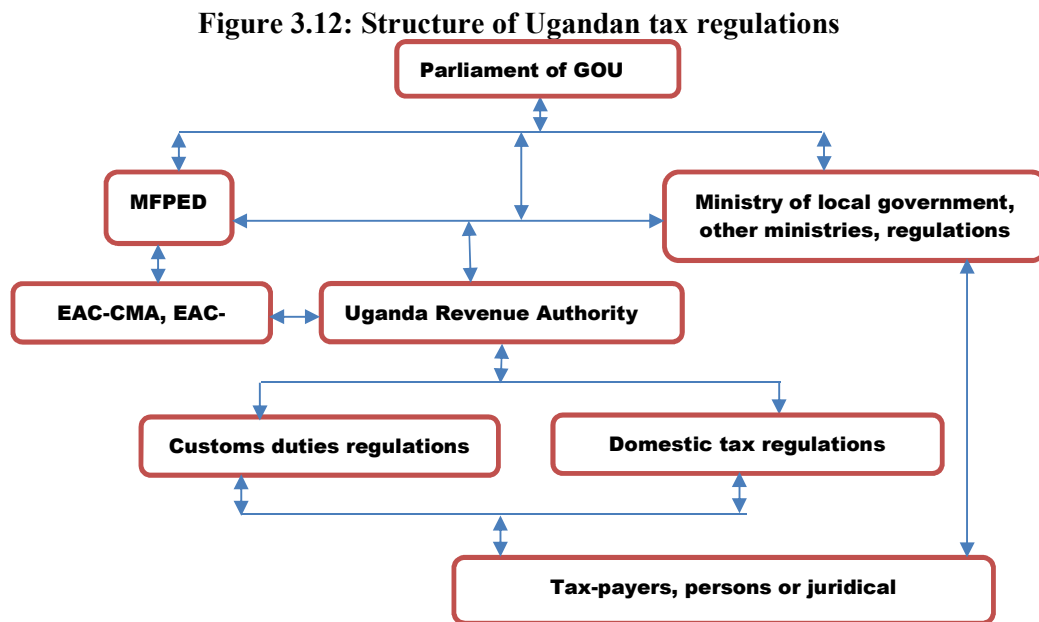 Figure 3.12: Structure of Ugandan tax regulations
Parliament of GOU
MFPED
Ministry of local government,
other ministries, regulations
EAC-CMA, EAC-
Uganda Revenue Authority
Customs duties regulations
Domestic tax regulations
Tax-payers, persons or juridical